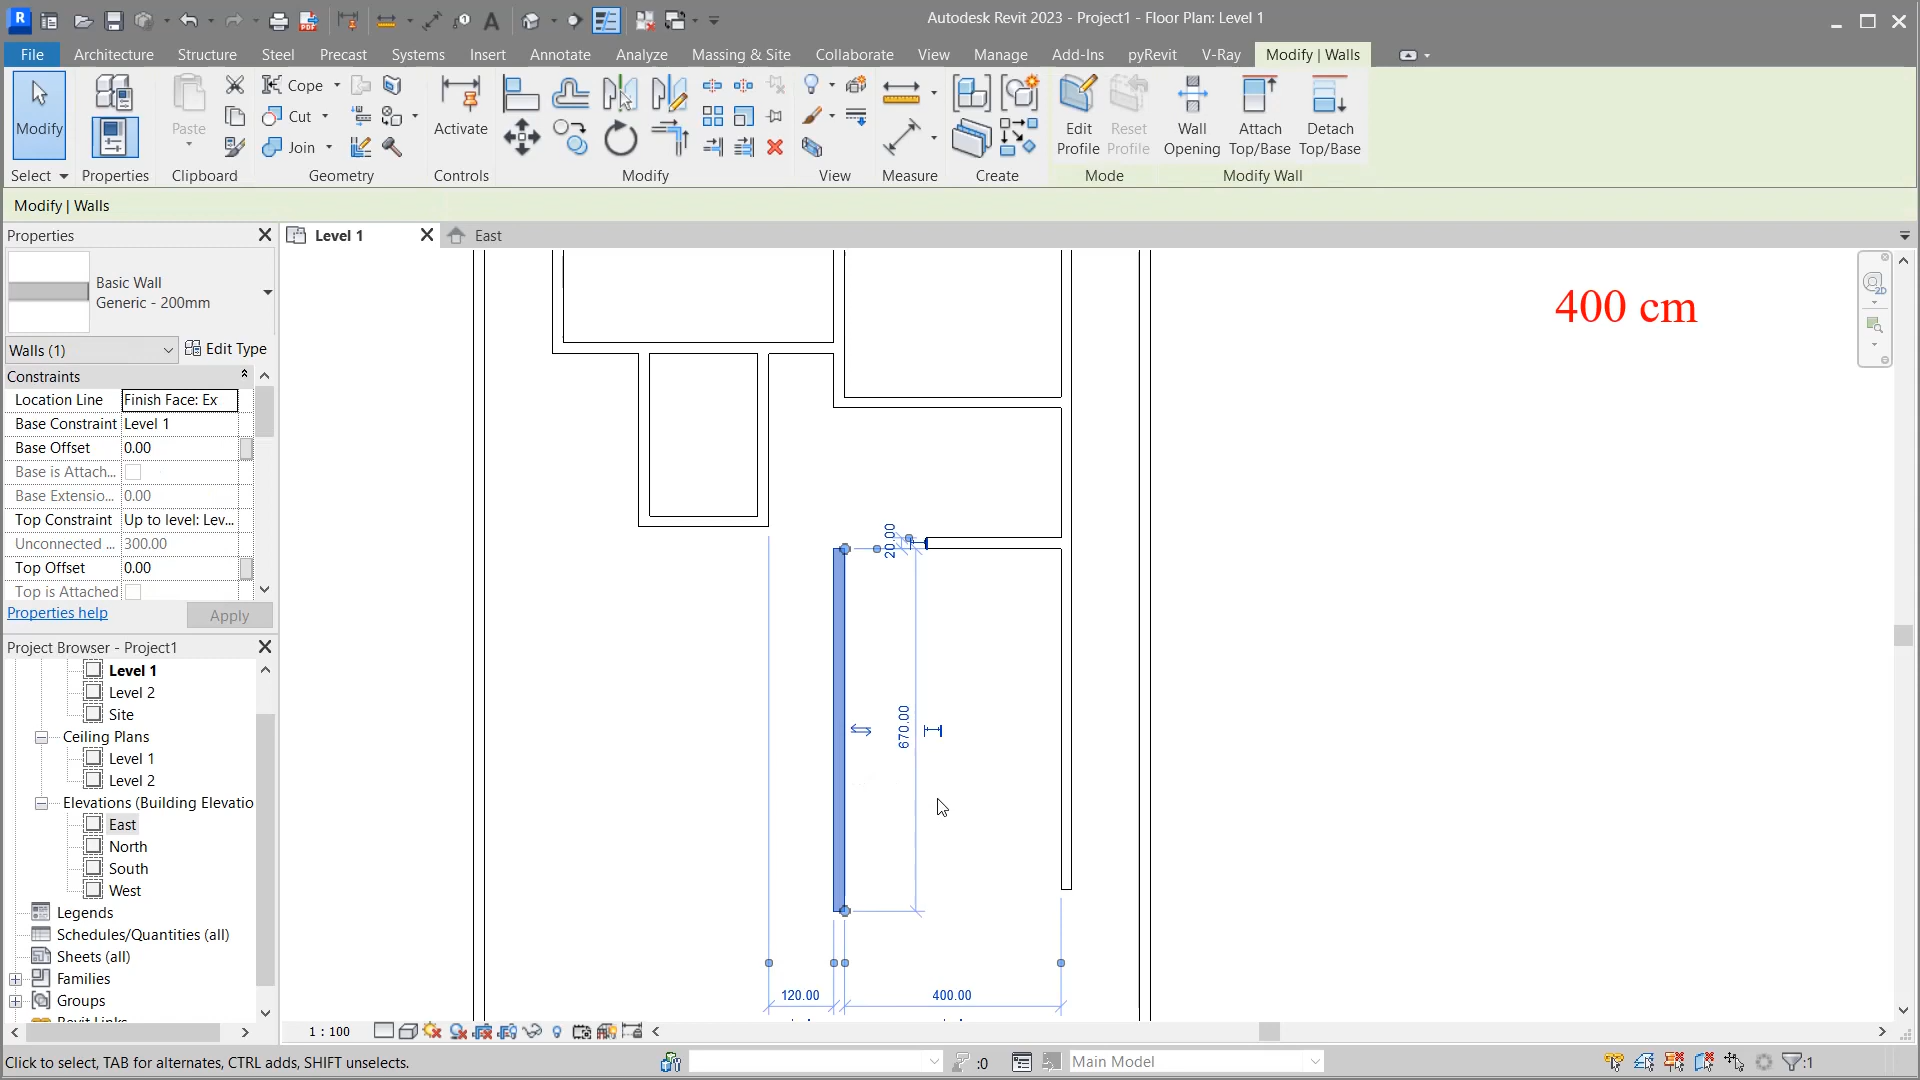 Autodesk Revit 2023 - Project1 - Floor Plan: Level 1
File Architecture Structure Steel Precast Systems Insert Annotate Analyze Massing & Site Collaborate View Manage Add-Ins pyRevit V-Ray Modify | Walls
Modify
Select
Properties
Paste
Clipboard
Cope
Cut
Join
Geometry
Activate
Controls
Modify
View
Measure
Create
Edit Profile
Reset Profile
Mode
Wall Opening
Attach Top/Base
Detach Top/Base
Modify Wall
Modify | Walls
Properties
Level 1
East
Basic Wall
Generic - 200mm
Walls (1)
Edit Type
Constraints
Location Line Finish Face: Ex
Base Constraint Level 1
Base Offset 0.00
Base is Attach...
Base Extensio... 0.00
Top Constraint Up to level: Lev...
Unconnected ... 300.00
Top Offset 0.00
Top is Attached
Properties help
Apply
Project Browser - Project1
Level 1
Level 2
Site
Ceiling Plans
Level 1
Level 2
Elevations (Building Elevatio
East
North
South
West
Legends
Schedules/Quantities (all)
Sheets (all)
Families
Groups
400 cm
20.00
670.00
120.00
400.00
1 : 100
Click to select, TAB for alternates, CTRL adds, SHIFT unselects.
:0
Main Model
:1